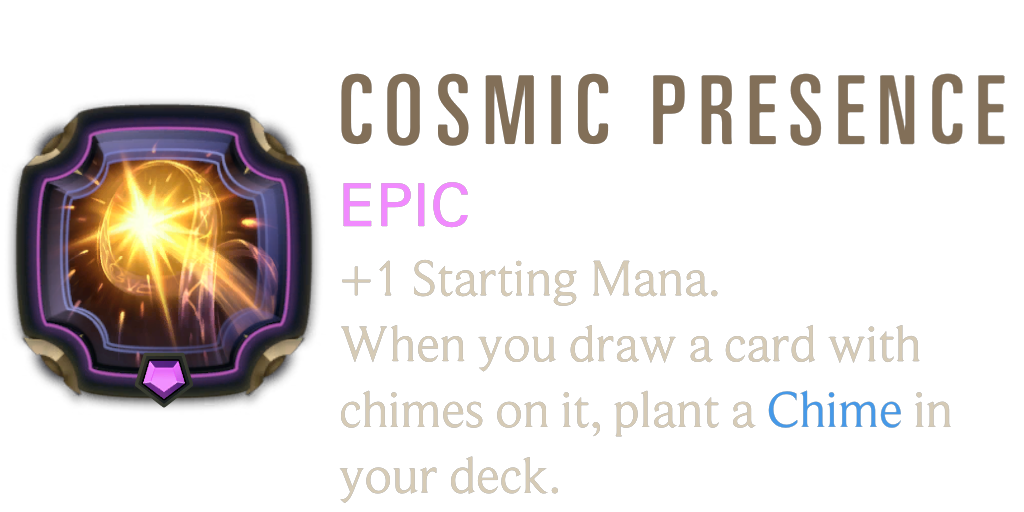 COSMIC PRESENCE
EPIC
+1 Starting Mana.
When you draw a card with
chimes on it, plant a Chime in
your deck.